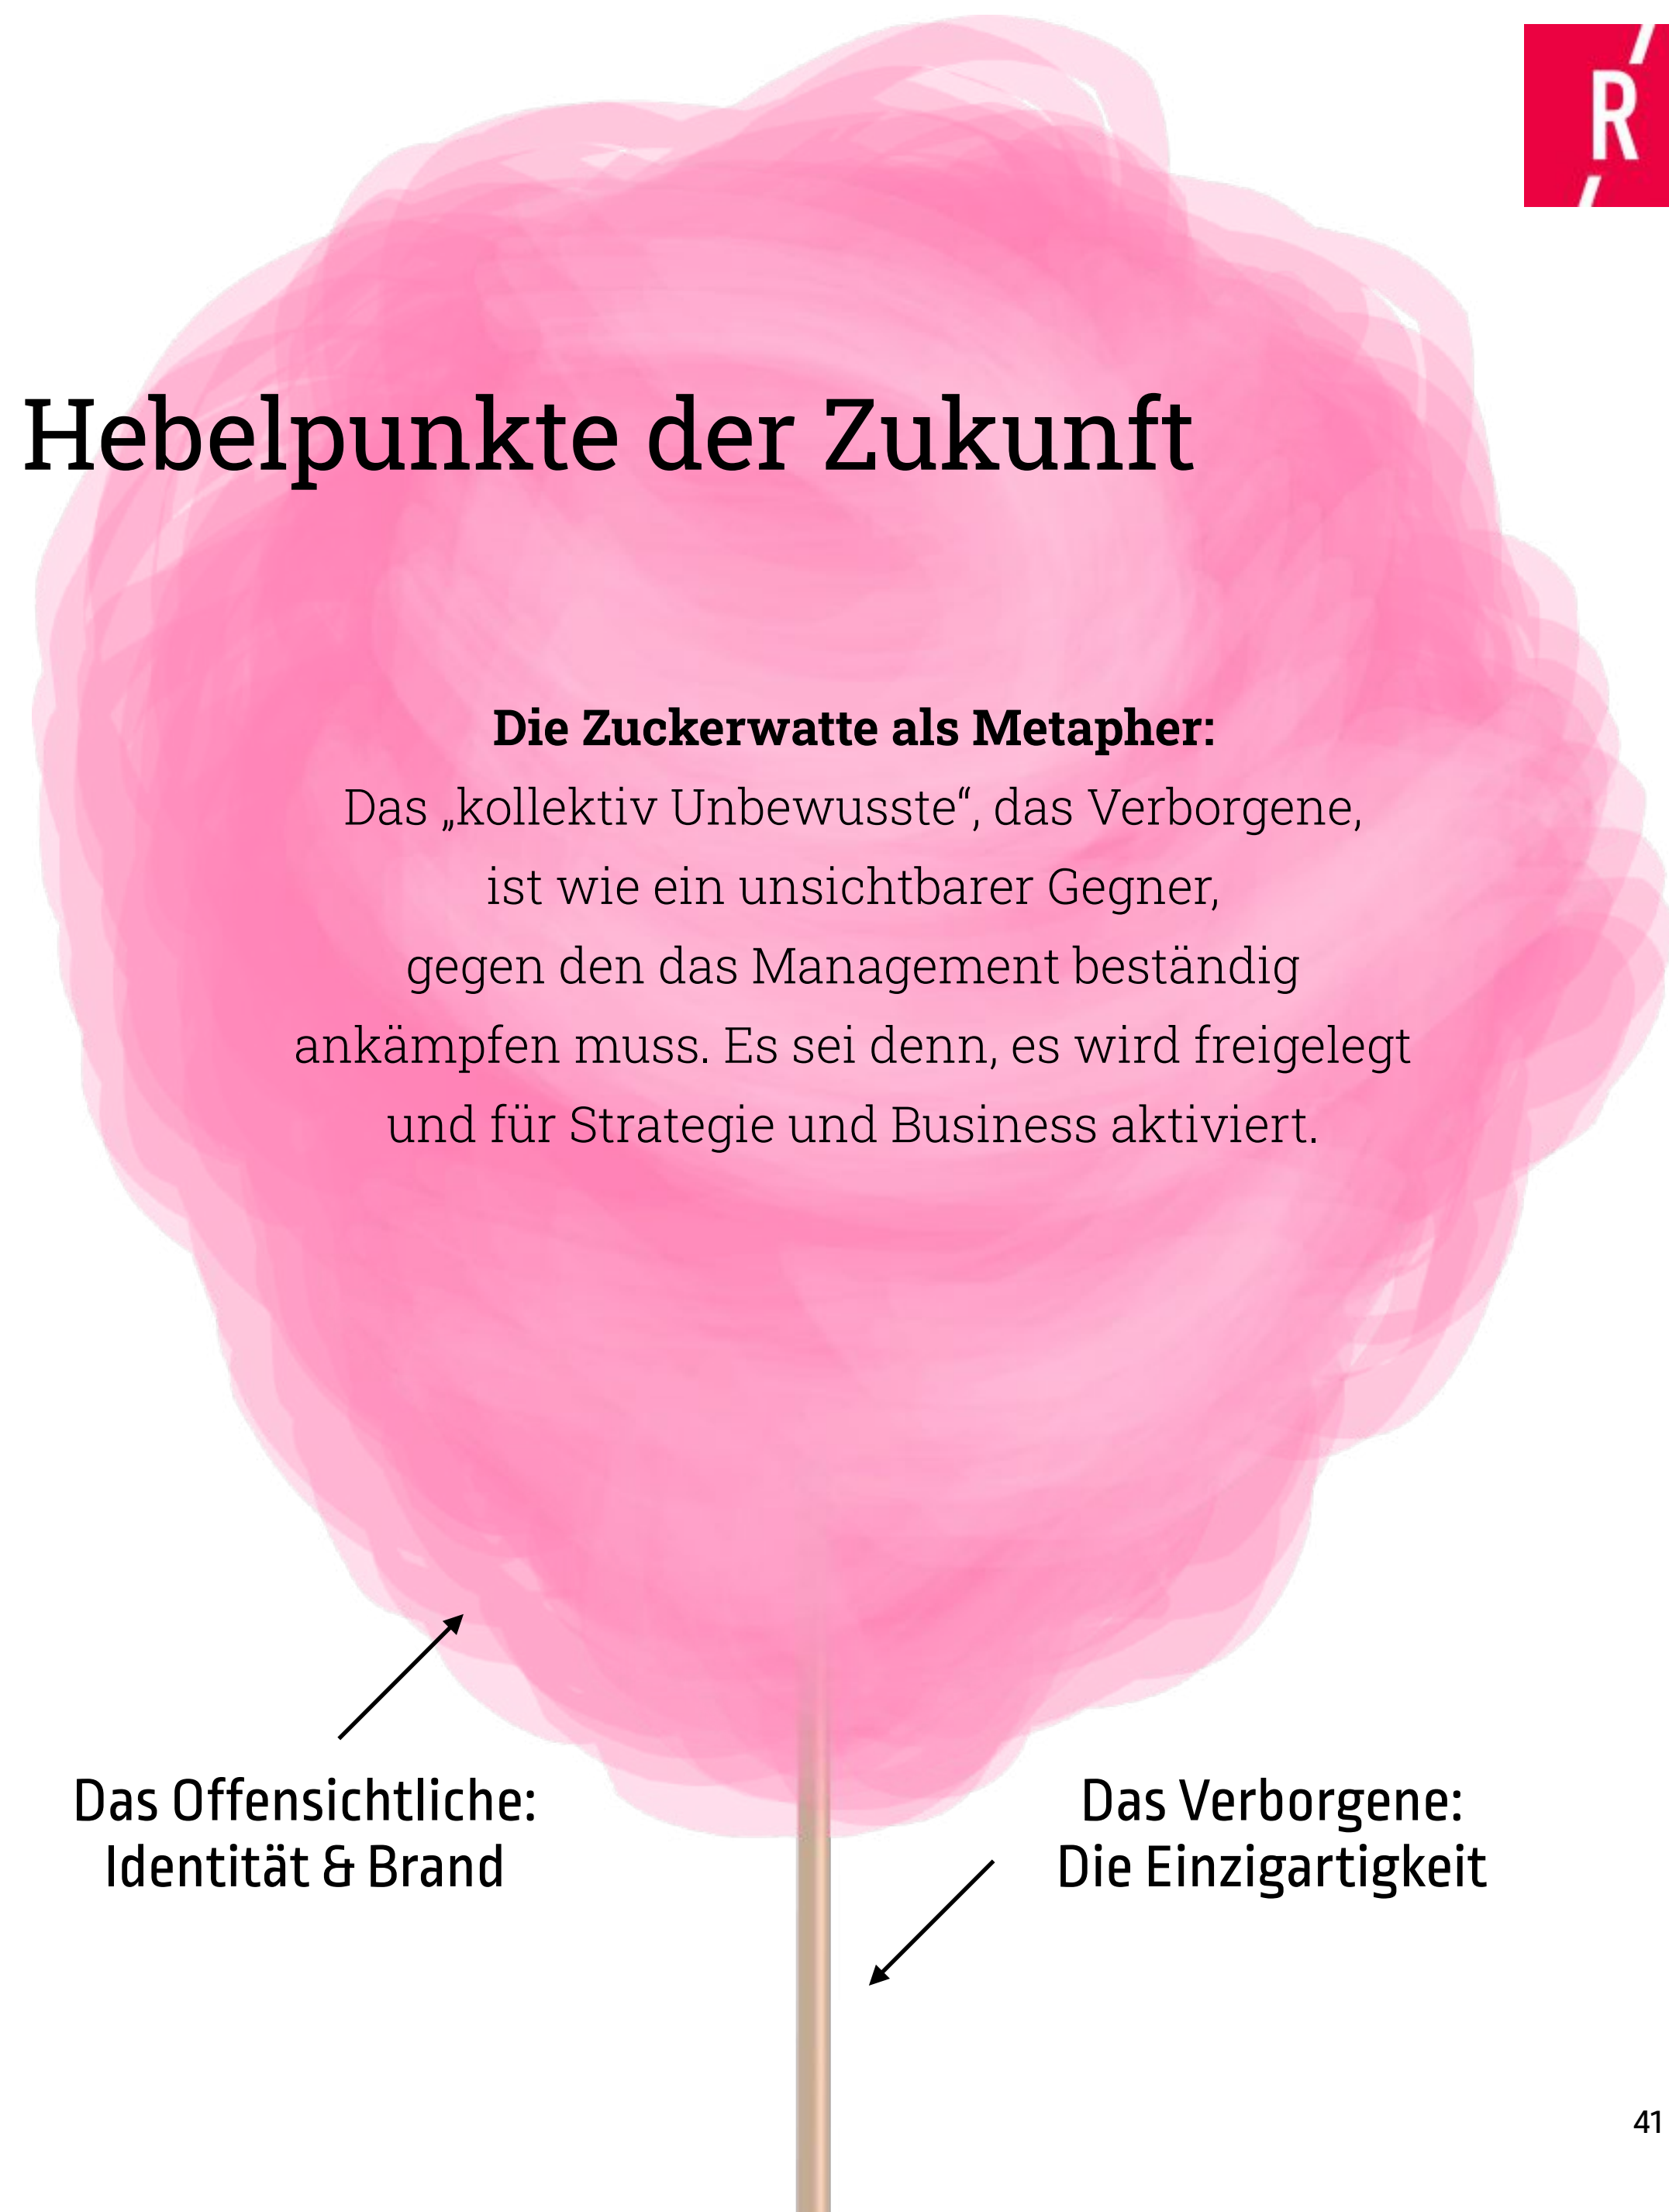 R
Hebelpunkte der Zukunft
Die Zuckerwatte als Metapher:
Das „kollektiv Unbewusste“, das Verborgene,
ist wie ein unsichtbarer Gegner,
gegen den das Management beständig
ankämpfen muss. Es sei denn, es wird freigelegt
und für Strategie und Business aktiviert.
Das Offensichtliche:
Identität & Brand
Das Verborgene:
Die Einzigartigkeit
41